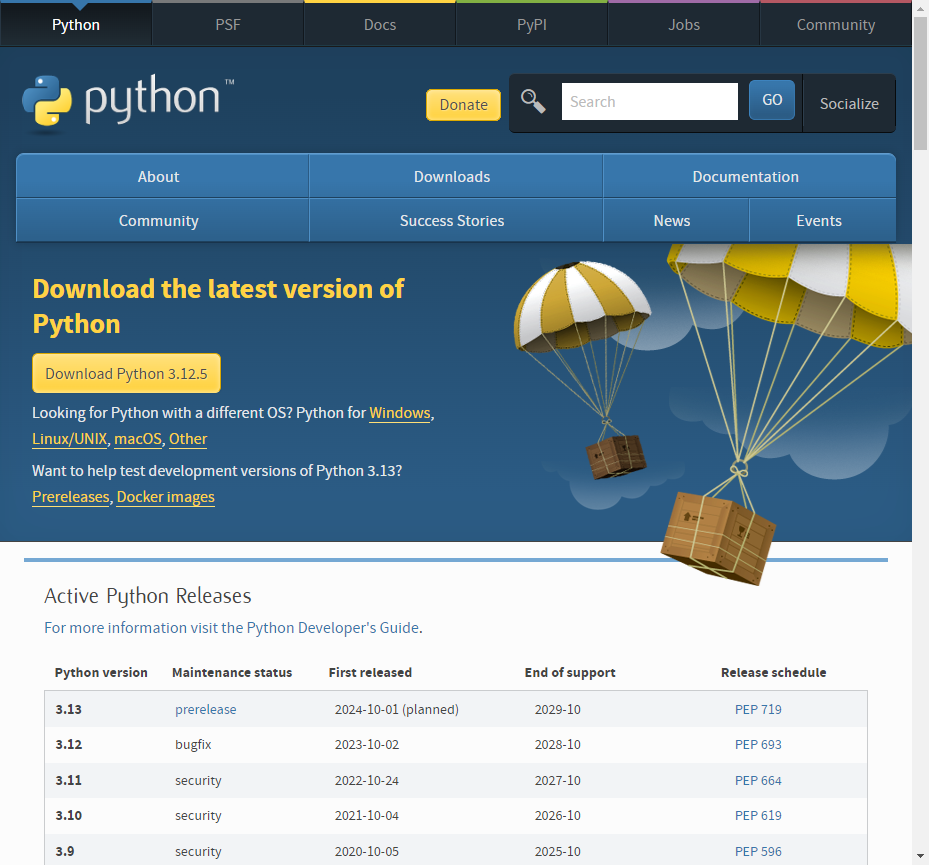 Python PSF Docs PyPI Jobs Community
python™
Donate Search GO Socialize
About Downloads Documentation
Community Success Stories News Events
Download the latest version of
Python
Download Python 3.12.5
Looking for Python with a different OS? Python for Windows,
Linux/UNIX, macOS, Other
Want to help test development versions of Python 3.13?
Prereleases, Docker images
Active Python Releases
For more information visit the Python Developer's Guide.
Python version Maintenance status First released End of support Release schedule
3.13 prerelease 2024-10-01 (planned) 2029-10 PEP 719
3.12 bugfix 2023-10-02 2028-10 PEP 693
3.11 security 2022-10-24 2027-10 PEP 664
3.10 security 2021-10-04 2026-10 PEP 619
3.9 security 2020-10-05 2025-10 PEP 596